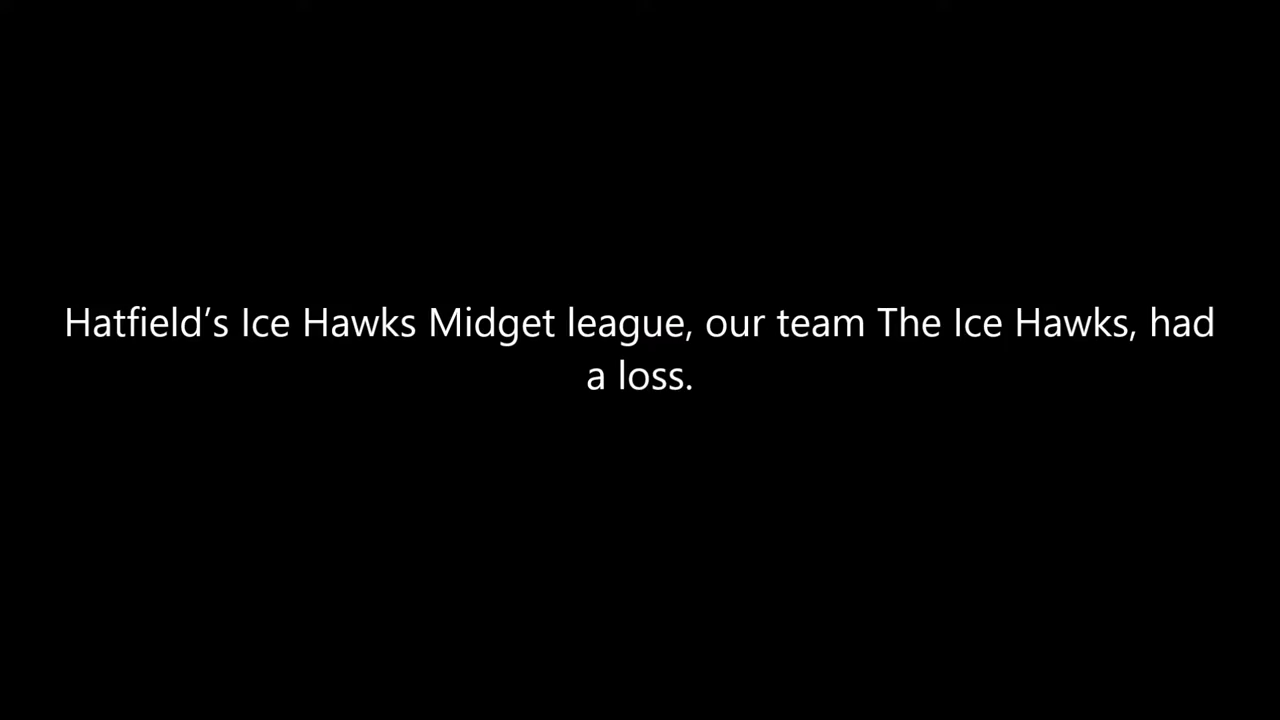 Hatfield’s Ice Hawks Midget league, our team The Ice Hawks, had
a loss.